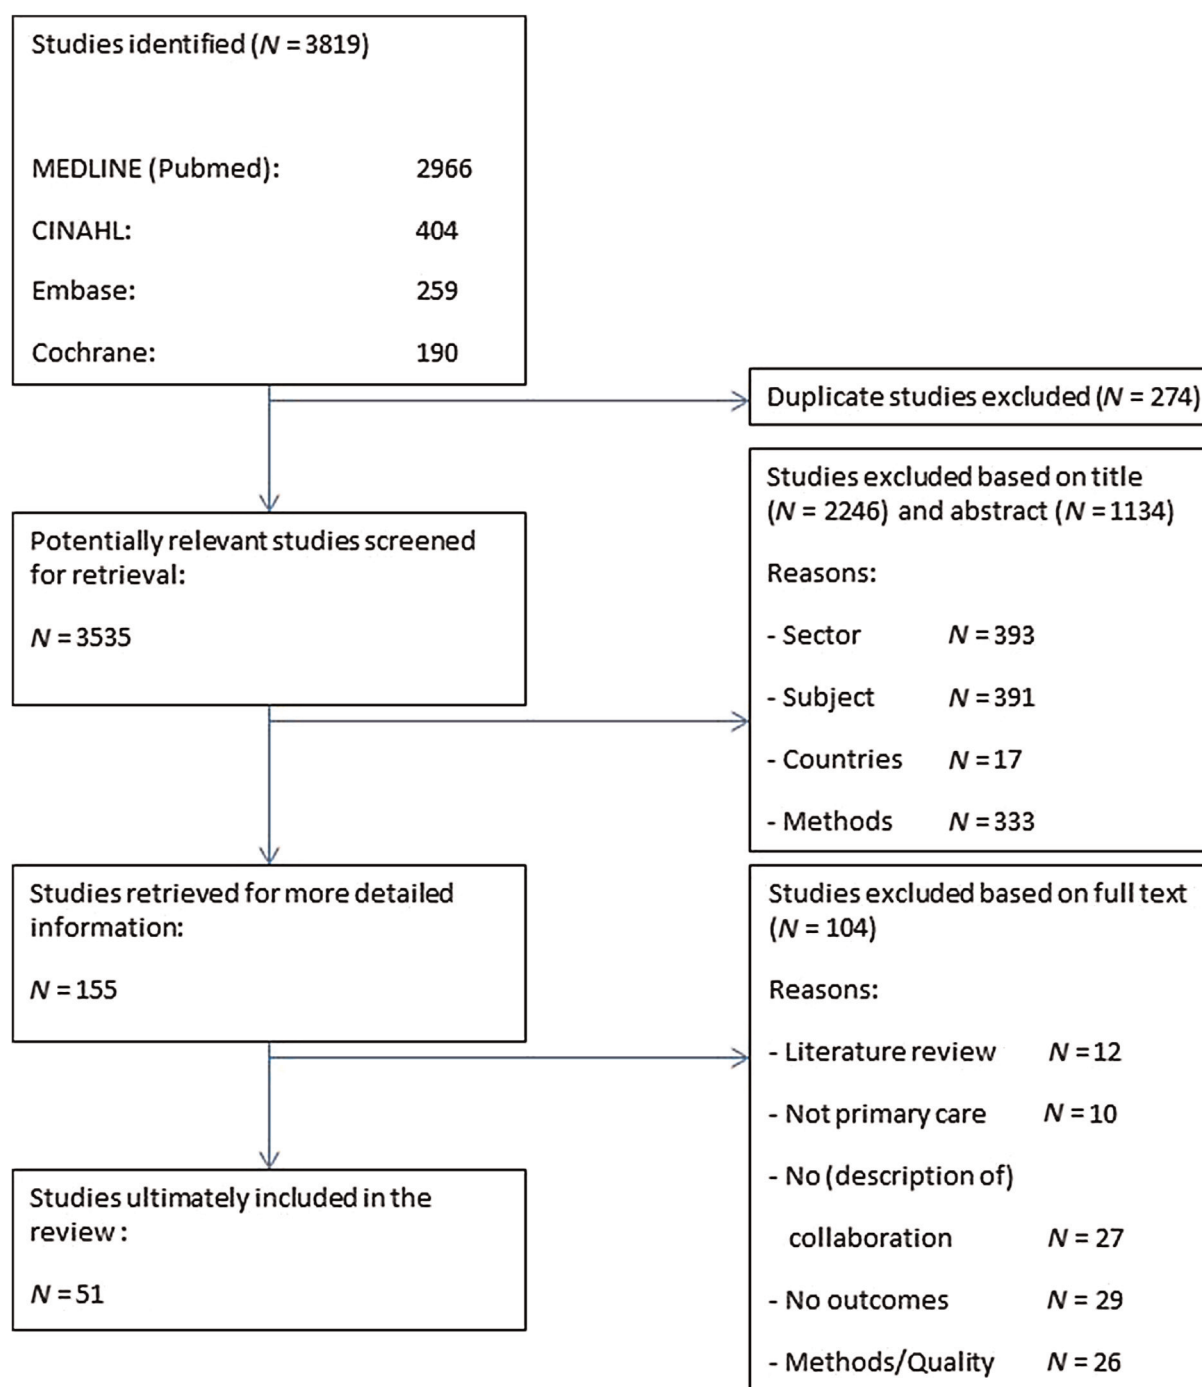 Studies identified (N = 3819)
MEDLINE (Pubmed): 2966
CINAHL: 404
Embase: 259
Cochrane: 190
Duplicate studies excluded (N = 274)
Studies excluded based on title
(N = 2246) and abstract (N = 1134)
Reasons:
- Sector N = 393
- Subject N = 391
- Countries N = 17
- Methods N = 333
Potentially relevant studies screened
for retrieval:
N = 3535
Studies retrieved for more detailed
information:
N = 155
Studies excluded based on full text
(N = 104)
Reasons:
- Literature review N = 12
- Not primary care N = 10
- No (description of)
collaboration N = 27
- No outcomes N = 29
- Methods/Quality N = 26
Studies ultimately included in the
review :
N = 51